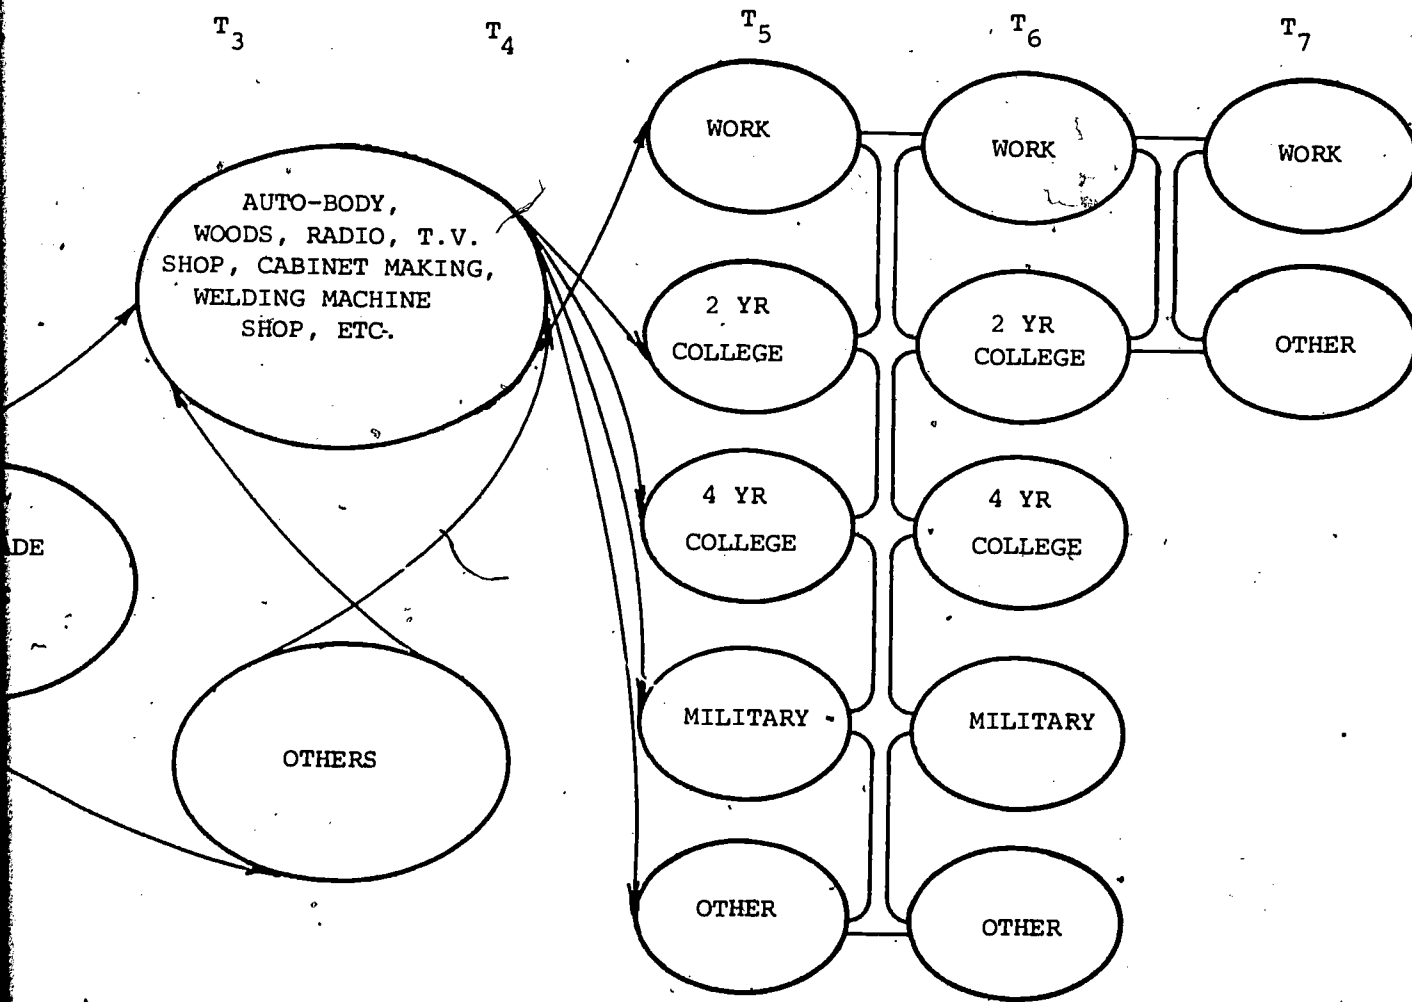 T3 T4 T5 T6 T7
AUTO-BODY,
WOODS, RADIO, T.V.
SHOP, CABINET MAKING,
WELDING MACHINE
SHOP, ETC.
ADE
OTHERS
WORK
2 YR
COLLEGE
4 YR
COLLEGE
MILITARY
OTHER
WORK
2 YR
COLLEGE
4 YR
COLLEGE
MILITARY
OTHER
WORK
OTHER